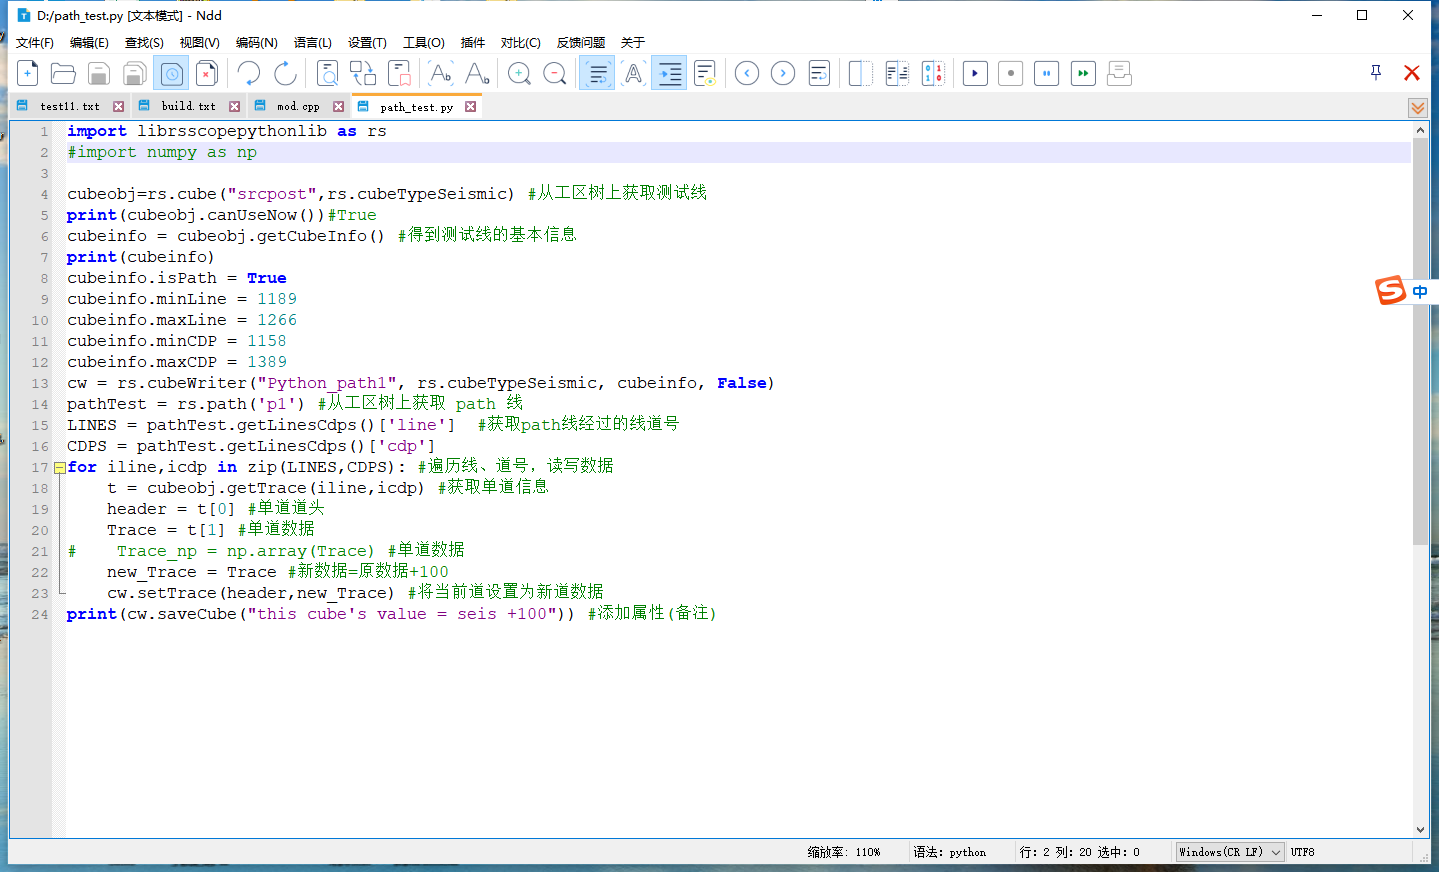 D:/path_test.py [文本模式] - Ndd
文件(F) 编辑(E) 查找(S) 视图(V) 编码(N) 语言(L) 设置(T) 工具(O) 插件 对比(C) 反馈问题 关于
test11.txt build.txt mod.cpp path_test.py
1 import librsscopepythonlib as rs
2 #import numpy as np
3
4 cubeobj=rs.cube("srcpost",rs.cubeTypeSeismic) #从工区树上获取测试线
5 print(cubeobj.canUseNow())#True
6 cubeinfo = cubeobj.getCubeInfo() #得到测试线的基本信息
7 print(cubeinfo)
8 cubeinfo.isPath = True
9 cubeinfo.minLine = 1189
10 cubeinfo.maxLine = 1266
11 cubeinfo.minCDP = 1158
12 cubeinfo.maxCDP = 1389
13 cw = rs.cubeWriter("Python_path1", rs.cubeTypeSeismic, cubeinfo, False)
14 pathTest = rs.path('p1') #从工区树上获取 path 线
15 LINES = pathTest.getLinesCdps()['line']  #获取path线经过的线道号
16 CDPS = pathTest.getLinesCdps()['cdp']
17 for iline,icdp in zip(LINES,CDPS): #遍历线、道号，读写数据
18     t = cubeobj.getTrace(iline,icdp) #获取单道信息
19     header = t[0] #单道道头
20     Trace = t[1] #单道数据
21 #    Trace_np = np.array(Trace) #单道数据
22     new_Trace = Trace #新数据=原数据+100
23     cw.setTrace(header,new_Trace) #将当前道设置为新道数据
24 print(cw.saveCube("this cube's value = seis +100")) #添加属性(备注)
中
缩放率: 110% 语法: python 行: 2 列: 20 选中: 0 Windows(CR LF) UTF8